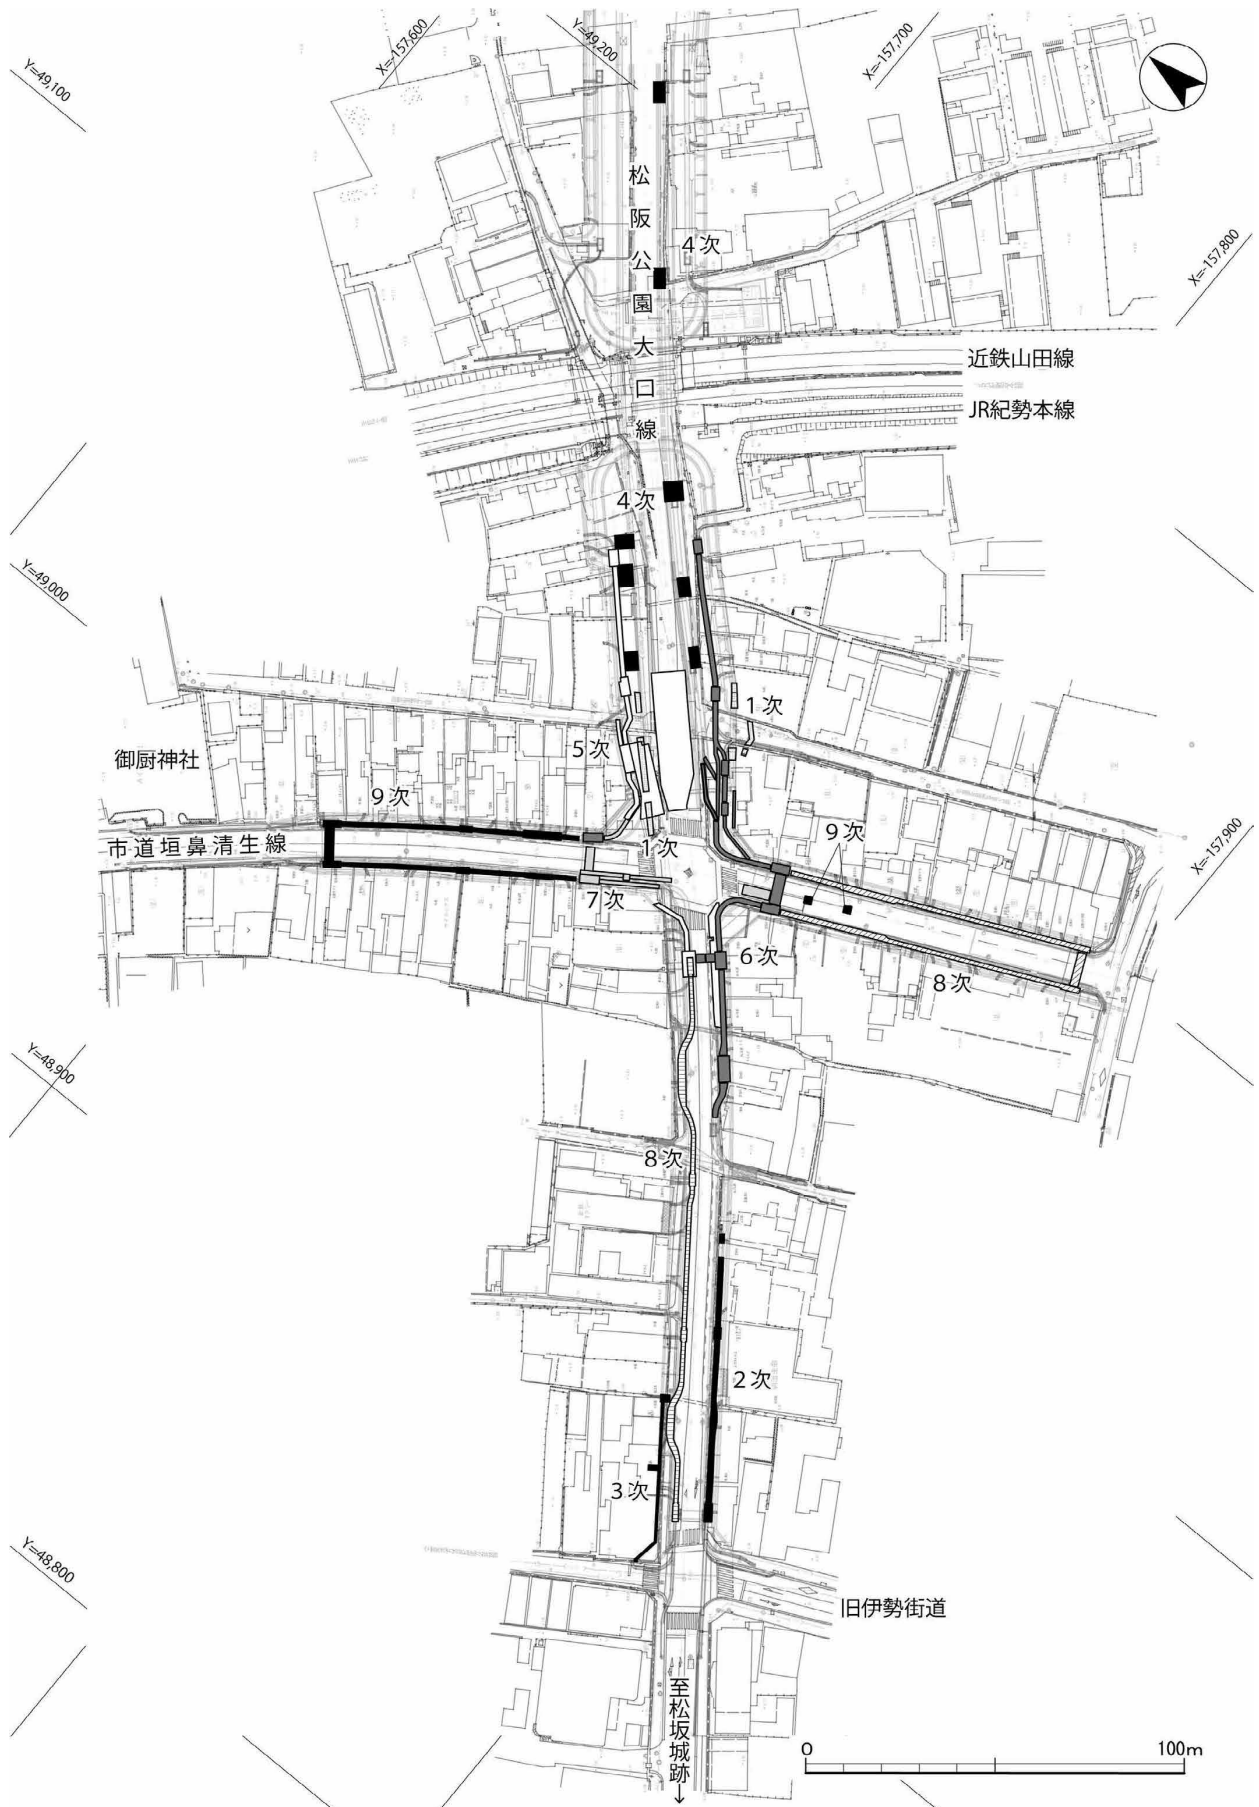 Y=49,100
X=-157,600
Y=49,200
X=-157,700
松阪公園大口線
4次
X=-157,800
近鉄山田線
JR紀勢本線
4次
Y=49,000
1次
5次
御厨神社
9次
市道垣鼻清生線
1次
9次
X=-157,900
7次
6次
8次
Y=48,900
8次
2次
3次
Y=48,800
旧伊勢街道
至松坂城跡
0
100m